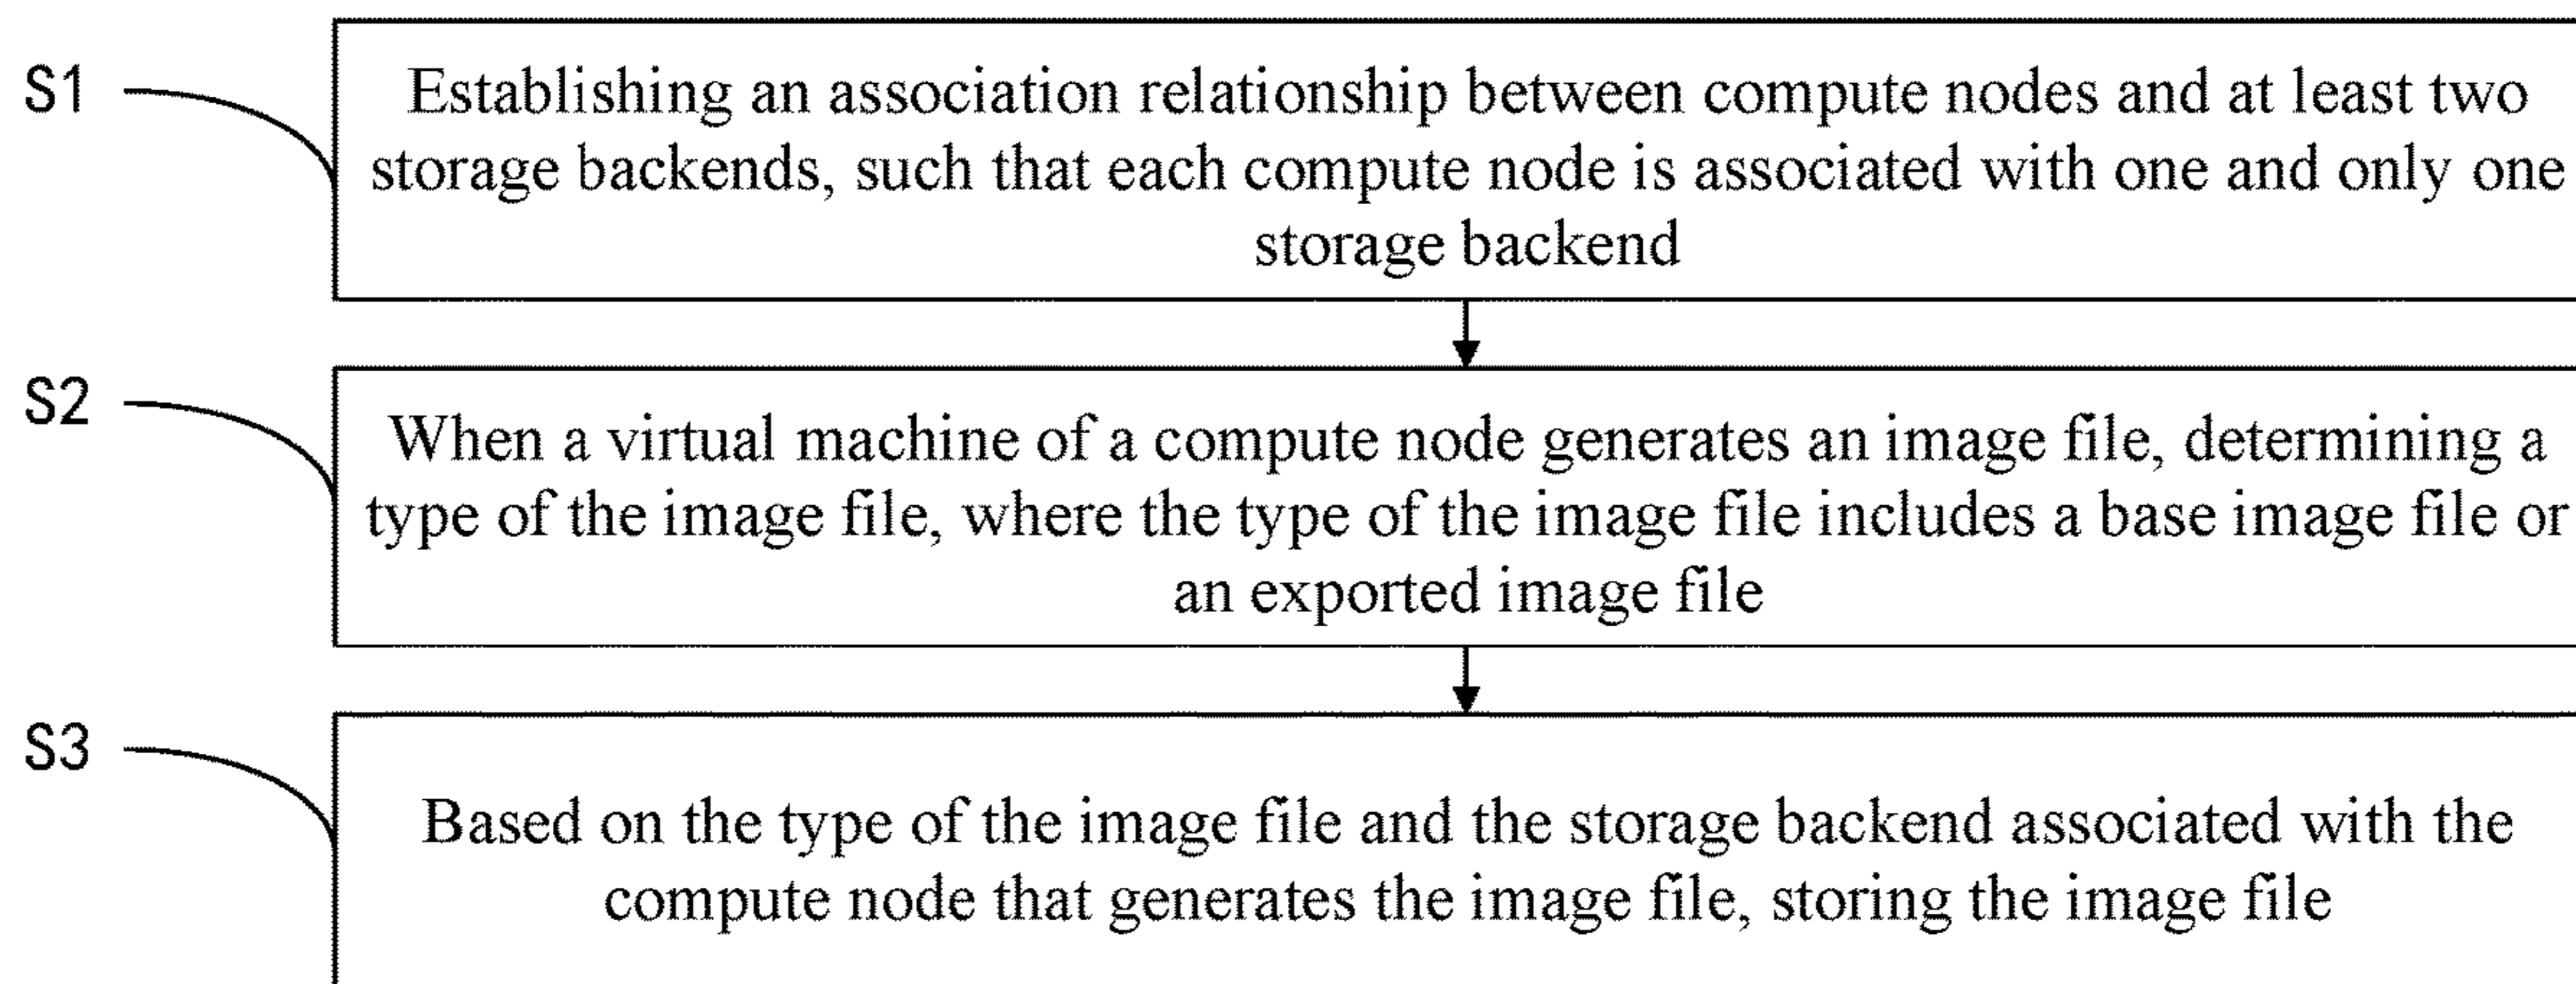 S1
Establishing an association relationship between compute nodes and at least two
storage backends, such that each compute node is associated with one and only one
storage backend
S2
When a virtual machine of a compute node generates an image file, determining a
type of the image file, where the type of the image file includes a base image file or
an exported image file
S3
Based on the type of the image file and the storage backend associated with the
compute node that generates the image file, storing the image file